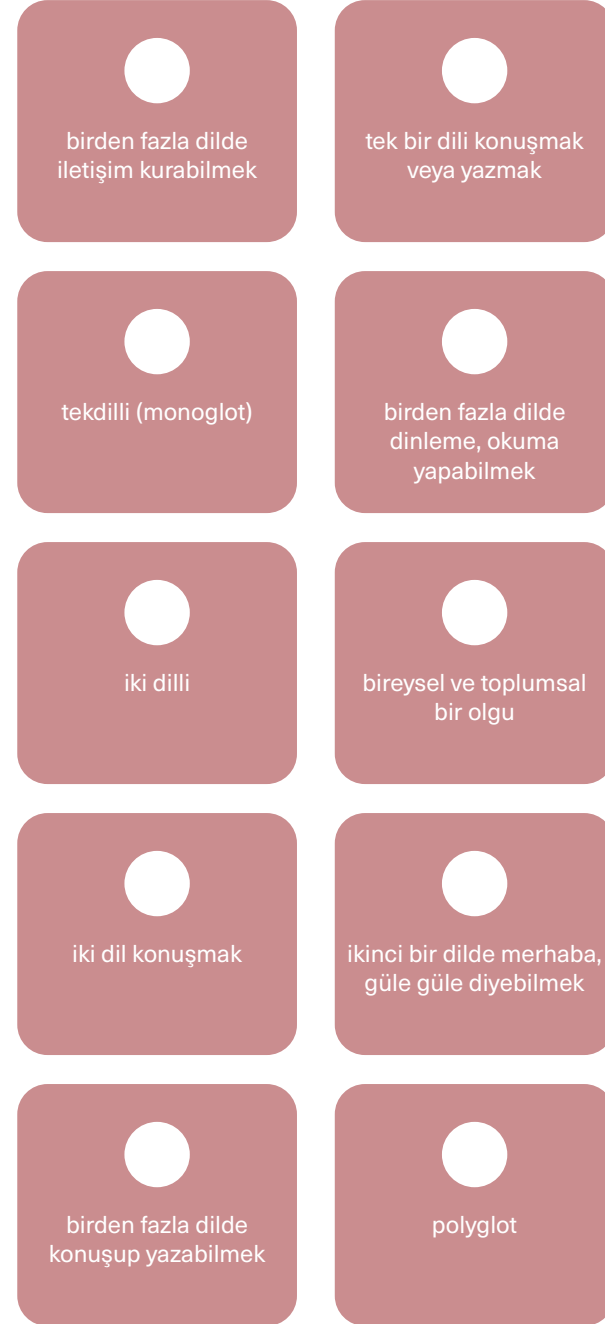 birden fazla dilde
iletişim kurabilmek
tek bir dili konuşmak
veya yazmak
tekdilli (monoglot)
birden fazla dilde
dinleme, okuma
yapabilmek
iki dilli
bireysel ve toplumsal
bir olgu
iki dil konuşmak
ikinci bir dilde merhaba,
güle güle diyebilmek
birden fazla dilde
konuşup yazabilmek
polyglot